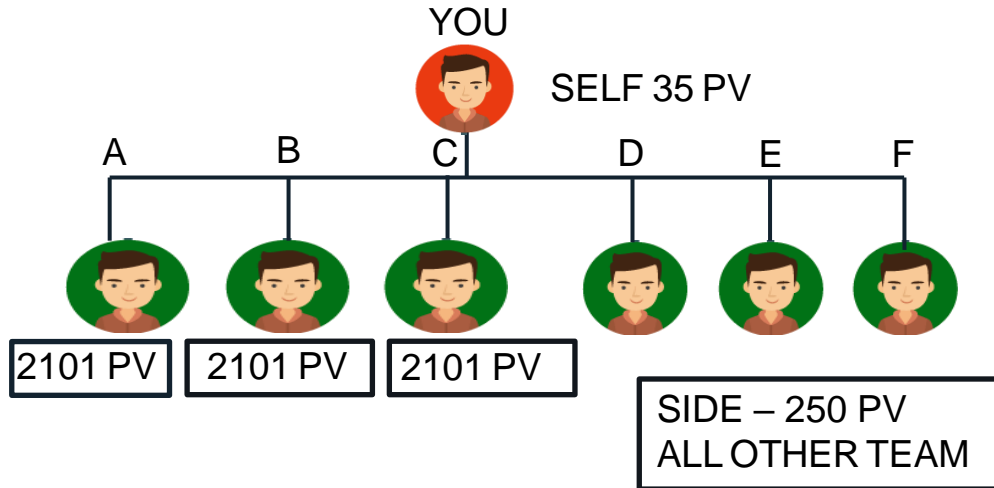 YOU
SELF 35 PV
A B C D E F
2101 PV 2101 PV 2101 PV
SIDE – 250 PV
ALL OTHER TEAM